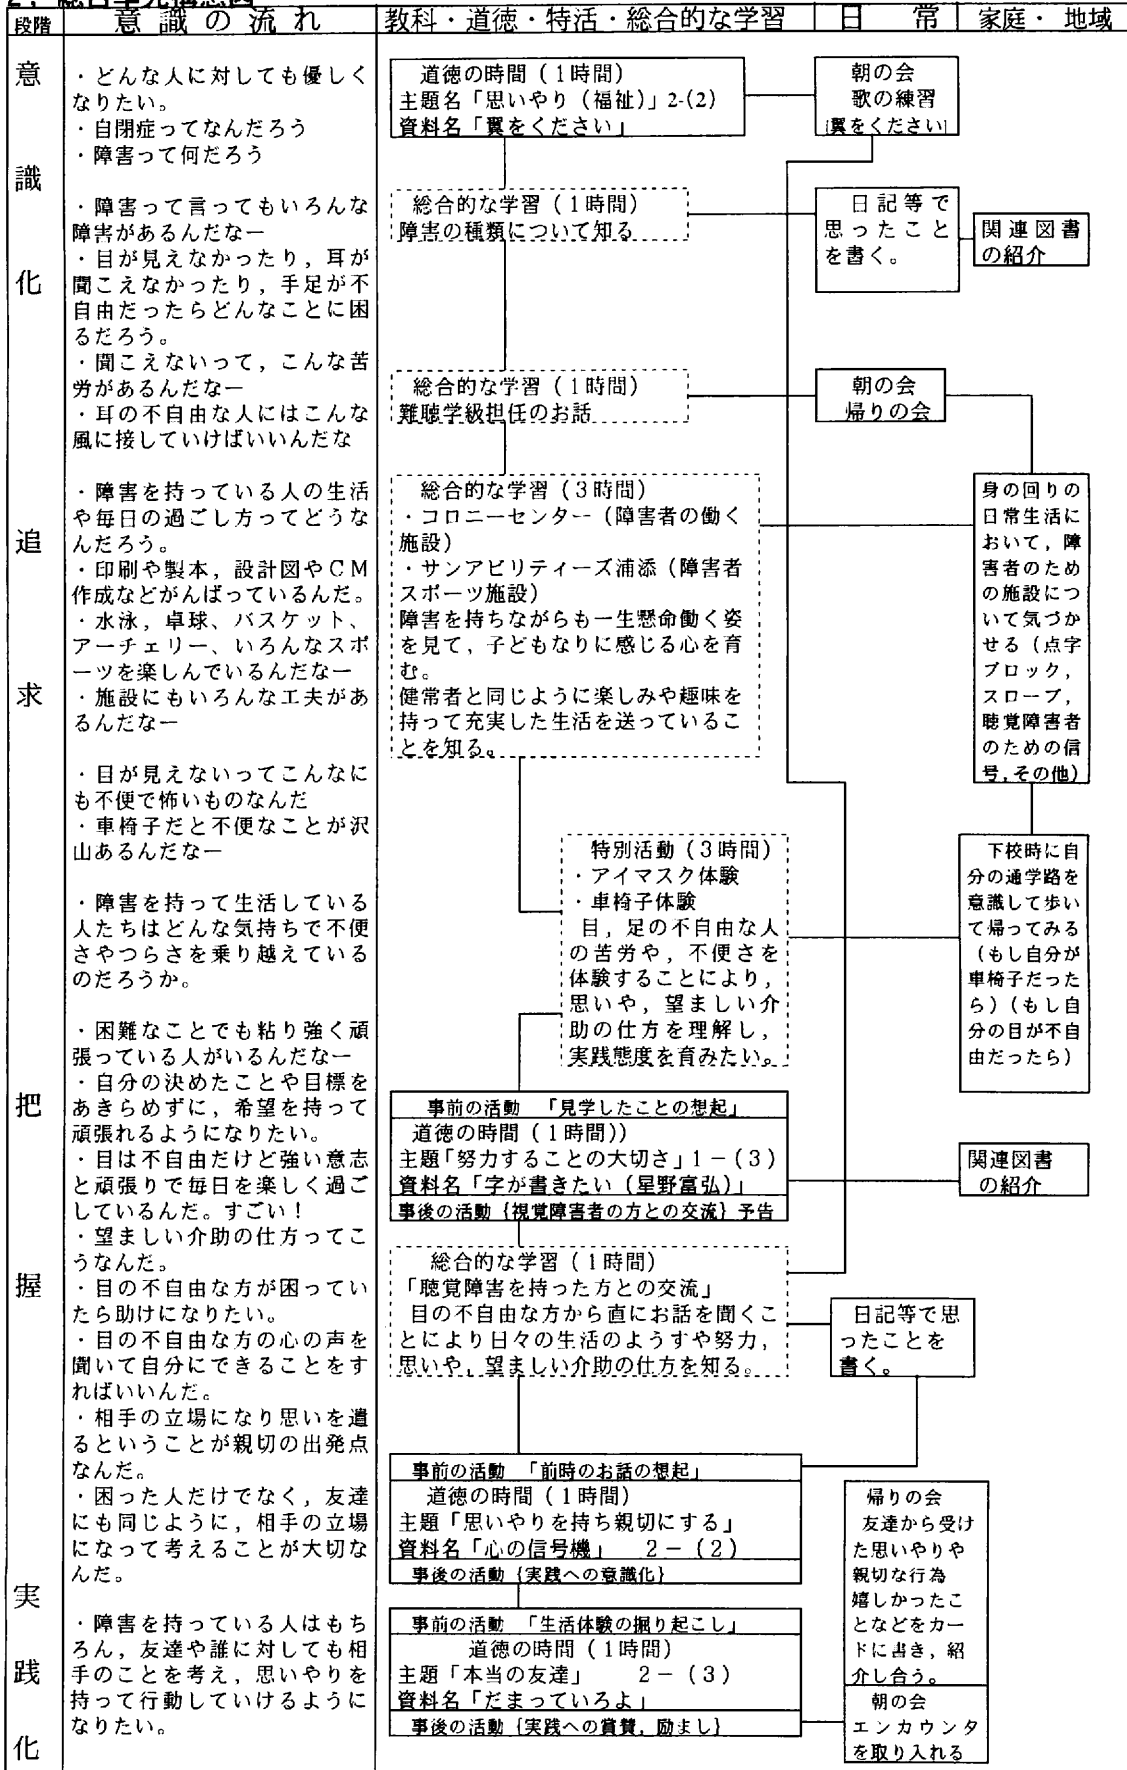 段階
意識の流れ
教科・道徳・特活・総合的な学習
日常
家庭・地域
意識化
・どんな人に対しても優しく
なりたい。
・自閉症ってなんだろう
・障害って何だろう
・障害って言ってもいろんな
障害があるんだなー
・目が見えなかったり，耳が
聞こえなかったり，手足が不
自由だったらどんなことに困
るだろう。
・聞こえないって，こんな苦
労があるんだなー
・耳の不自由な人にはこんな
風に接していけばいいんだな
追求
・障害を持っている人の生活
や毎日の過ごし方ってどうな
んだろう。
・印刷や製本，設計図やＣＭ
作成などがんばっているんだ。
・水泳，卓球、バスケット、
アーチェリー、いろんなスポ
ーツを楽しんでいるんだなー
・施設にもいろんな工夫があ
るんだなー
・目が見えないってこんなに
も不便で怖いものなんだ
・車椅子だと不便なことが沢
山あるんだなー
・障害を持って生活している
人たちはどんな気持ちで不便
さやつらさを乗り越えている
のだろうか。
把握
・困難なことでも粘り強く頑
張っている人がいるんだなー
・自分の決めたことや目標を
あきらめずに，希望を持って
頑張れるようになりたい。
・目は不自由だけど強い意志
と頑張りで毎日を楽しく過ご
しているんだ。すごい！
・望ましい介助の仕方ってこ
うなんだ。
・目の不自由な方が困ってい
たら助けになりたい。
・目の不自由な方の心の声を
聞いて自分にできることをす
ればいいんだ。
・相手の立場になり思いを遣
るということが親切の出発点
なんだ。
・困った人だけでなく，友達
にも同じように，相手の立場
になって考えることが大切な
んだ。
実践化
・障害を持っている人はもち
ろん，友達や誰に対しても相
手のことを考え，思いやりを
持って行動していけるように
なりたい。
道徳の時間（１時間）
主題名「思いやり（福祉）」2-(2)
資料名「翼をください」
朝の会
歌の練習
[翼をください]
総合的な学習（１時間）
障害の種類について知る
日記等で
思ったこと
を書く。
関連図書
の紹介
総合的な学習（１時間）
難聴学級担任のお話
朝の会
帰りの会
総合的な学習（３時間）
・コロニーセンター（障害者の働く
施設）
・サンアビリティーズ浦添（障害者
スポーツ施設）
障害を持ちながらも一生懸命働く姿
を見て，子どもなりに感じる心を育
む。
健常者と同じように楽しみや趣味を
持って充実した生活を送っているこ
とを知る。
身の回りの
日常生活に
おいて，障
害者のため
の施設につ
いて気づか
せる（点字
ブロック，
スロープ，
聴覚障害者
のための信
号，その他）
特別活動（３時間）
・アイマスク体験
・車椅子体験
目，足の不自由な人
の苦労や，不便さを
体験することにより，
思いや，望ましい介
助の仕方を理解し，
実践態度を育みたい。
下校時に自
分の通学路を
意識して歩い
て帰ってみる
（もし自分が
車椅子だった
ら）（もし自
分の目が不自
由だったら）
事前の活動　「見学したことの想起」
道徳の時間（１時間））
主題「努力することの大切さ」１－（３）
資料名「字が書きたい（星野富弘）」
事後の活動｛視覚障害者の方との交流｝予告
関連図書
の紹介
総合的な学習（１時間）
「聴覚障害を持った方との交流」
目の不自由な方から直にお話を聞くこ
とにより日々の生活のようすや努力，
思いや，望ましい介助の仕方を知る。
日記等で思
ったことを
書く。
事前の活動　「前時のお話の想起」
道徳の時間（１時間）
主題「思いやりを持ち親切にする」
資料名「心の信号機」　２－（２）
事後の活動｛実践への意識化｝
帰りの会
友達から受け
た思いやりや
親切な行為
嬉しかったこ
となどをカー
ドに書き，紹
介し合う。
事前の活動　「生活体験の掘り起こし」
道徳の時間（１時間）
主題「本当の友達」　２－（３）
資料名「だまっていろよ」
事後の活動｛実践への賞賛，励まし｝
朝の会
エンカウンタ
を取り入れる